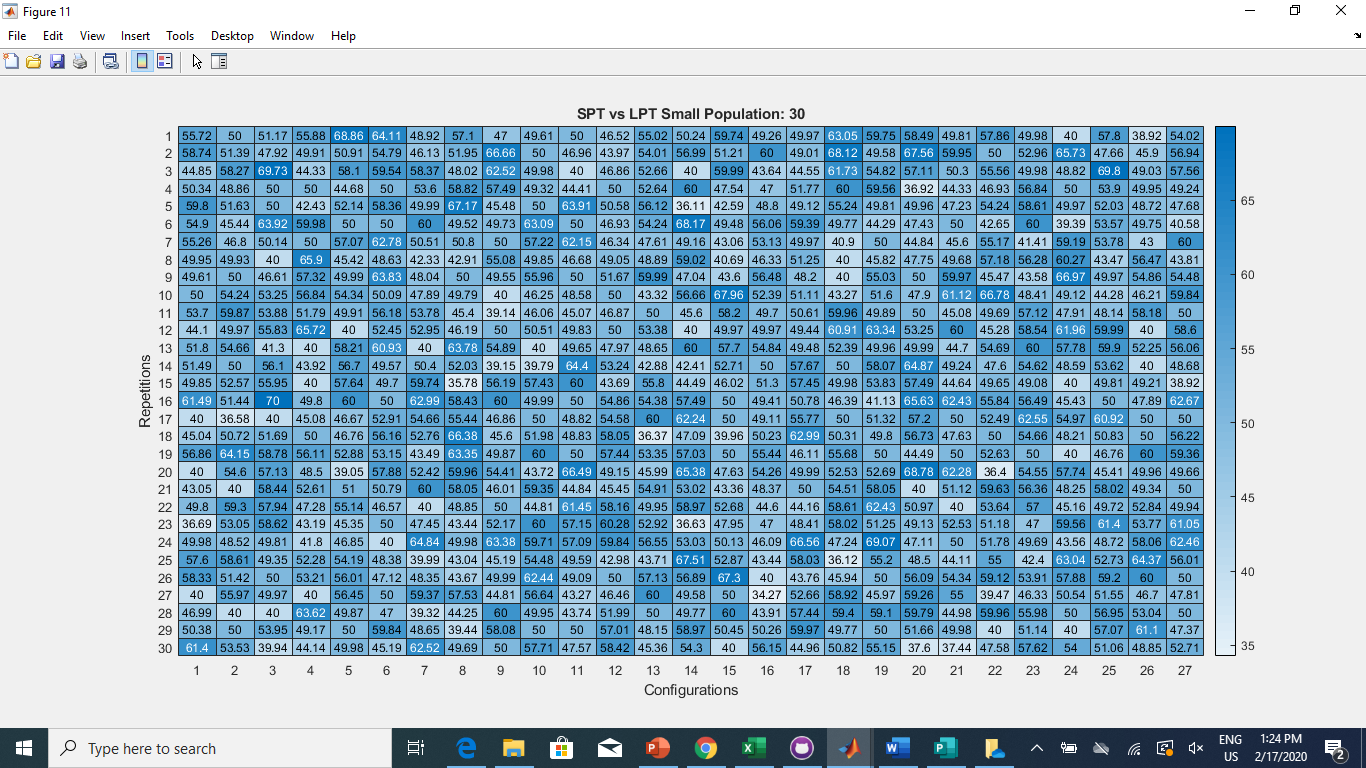 Figure 11
File Edit View Insert Tools Desktop Window Help
SPT vs LPT Small Population: 30
1 55.72 50 51.17 55.88 68.86 64.11 48.92 57.1 47 49.61 50 46.52 55.02 50.24 59.74 49.26 49.97 63.05 59.75 58.49 49.81 57.86 49.98 40 57.8 38.92 54.02
2 58.74 51.39 47.92 49.91 50.91 54.79 46.13 51.95 66.66 50 46.96 43.97 54.01 56.99 51.21 60 49.01 68.12 49.58 67.56 59.95 50 52.96 65.73 47.66 45.9 56.94
3 44.85 58.27 69.73 44.33 58.1 59.54 58.37 48.02 62.52 49.98 40 46.86 52.66 40 59.99 43.64 44.55 61.73 54.82 57.11 50.3 55.56 49.98 48.82 69.8 49.03 57.56
4 50.34 48.86 50 50 44.68 50 53.6 58.82 57.49 49.32 44.41 50 52.64 60 47.54 47 51.77 60 59.56 36.92 44.33 46.93 56.84 50 53.9 49.95 49.24
5 59.8 51.63 50 42.43 52.14 58.36 49.99 67.17 45.48 50 63.91 50.58 56.12 36.11 42.59 48.8 49.12 55.24 49.81 49.96 47.23 54.24 58.61 49.97 52.03 48.72 47.68
6 54.9 45.44 63.92 59.98 50 50 60 49.52 49.73 63.09 50 46.93 54.24 68.17 49.48 56.06 59.39 49.77 44.29 47.43 50 42.65 60 39.39 53.57 49.75 40.58
7 55.26 46.8 50.14 50 57.07 62.78 50.51 50.8 50 57.22 62.15 46.34 47.61 49.16 43.06 53.13 49.97 40.9 50 44.84 45.6 55.17 41.41 59.19 53.78 43 60
8 49.95 49.93 40 65.9 45.42 48.63 42.33 42.91 55.08 49.85 46.68 49.05 48.89 59.02 40.69 46.33 51.25 40 45.82 47.75 49.68 57.18 56.28 60.27 43.47 56.47 43.81
9 49.61 50 46.61 57.32 49.99 63.83 48.04 50 49.55 55.96 50 51.67 59.99 47.04 43.6 56.48 48.2 40 55.03 50 59.97 45.47 43.58 66.97 49.97 54.86 54.48
10 50 54.24 53.25 56.84 54.34 50.09 47.89 49.79 40 46.25 48.58 50 43.32 56.66 67.96 52.39 51.11 43.27 51.6 47.9 61.12 66.78 48.41 49.12 44.28 46.21 59.84
11 53.7 59.87 53.88 51.79 49.91 56.18 53.78 45.4 39.14 46.06 45.07 46.87 50 45.6 58.2 49.7 50.61 59.96 49.89 50 45.08 49.69 57.12 47.91 48.14 58.18 50
12 44.1 49.97 55.83 65.72 40 52.45 52.95 46.19 50 50.51 49.83 50 53.38 40 49.97 49.97 49.44 60.91 63.34 53.25 60 45.28 58.54 61.96 59.99 40 58.6
13 51.8 54.66 41.3 40 58.21 60.93 40 63.78 54.89 40 49.65 47.97 48.65 60 57.7 54.84 49.48 52.39 49.96 49.99 44.7 54.69 60 57.78 59.9 52.25 56.06
14 51.49 50 56.1 43.92 56.7 49.57 50.4 52.03 39.15 39.79 64.4 53.24 42.88 42.41 52.71 50 57.67 50 58.07 64.87 49.24 47.6 54.62 48.59 53.62 40 48.68
15 49.85 52.57 55.95 40 57.64 49.7 59.74 35.78 56.19 57.43 60 43.69 55.8 44.49 46.02 51.3 57.45 49.98 53.83 57.49 44.64 49.65 49.08 40 49.81 49.21 38.92
16 61.49 51.44 70 49.8 60 50 62.99 58.43 60 49.99 50 54.86 54.38 57.49 50 49.41 50.78 46.39 41.13 65.63 62.43 55.84 56.49 45.43 50 47.89 62.67
17 40 36.58 40 45.08 46.67 52.91 54.66 55.44 46.86 50 48.82 54.58 60 62.24 50 49.11 55.77 50 51.32 57.2 50 52.49 62.55 54.97 60.92 50 50
18 45.04 50.72 51.69 50 46.76 56.16 52.76 66.38 45.6 51.98 48.83 58.05 36.37 47.09 39.96 50.23 62.99 50.31 49.8 56.73 47.63 50 54.66 48.21 50.83 50 56.22
19 56.86 64.15 58.78 56.11 52.88 53.15 43.49 63.35 49.87 60 50 57.44 53.35 57.03 50 55.44 46.11 55.68 50 44.49 50 52.63 50 40 46.76 60 59.36
20 40 54.6 57.13 48.5 39.05 57.88 52.42 59.96 54.41 43.72 66.49 49.15 45.99 65.38 47.63 54.26 49.99 52.53 52.69 68.78 62.28 36.4 54.55 57.74 45.41 49.96 49.66
21 43.05 40 58.44 52.61 51 50.79 60 58.05 46.01 59.35 44.84 45.45 54.91 53.02 43.36 48.37 50 54.51 58.05 40 51.12 59.63 56.36 48.25 58.02 49.34 50
22 49.8 59.3 57.94 47.28 55.14 46.57 40 48.85 50 44.81 61.45 58.16 49.95 58.97 52.68 44.6 44.16 58.61 62.43 50.97 40 53.64 57 45.16 49.72 52.84 49.94
23 36.69 53.05 58.62 43.19 45.35 50 47.45 43.44 52.17 60 57.15 60.28 52.92 36.63 47.95 47 48.41 58.02 51.25 49.13 52.53 51.18 47 59.56 61.4 53.77 61.05
24 49.98 48.52 49.81 41.8 46.85 40 64.84 49.98 63.38 59.71 57.09 59.84 56.55 53.03 50.13 46.09 66.56 47.24 69.07 47.11 50 51.78 49.69 43.56 48.72 58.06 62.46
25 57.6 58.61 49.35 52.28 54.19 48.38 39.99 43.04 45.19 54.48 49.59 42.98 43.71 67.51 52.87 43.44 58.03 36.12 55.2 48.5 44.11 55 42.4 63.04 52.73 64.37 56.01
26 58.33 51.42 50 53.21 56.01 47.12 48.35 43.67 49.99 62.44 49.09 50 57.13 56.89 67.3 40 43.76 45.94 50 56.09 54.34 59.12 53.91 57.88 59.2 60 50
27 40 55.97 49.97 40 56.45 50 59.37 57.53 44.81 56.64 43.27 46.46 60 49.58 50 34.27 52.66 58.92 45.97 59.26 55 39.47 46.33 50.54 51.55 46.7 47.81
28 46.99 40 40 63.62 49.87 47 39.32 44.25 60 49.95 43.74 51.99 50 49.77 60 43.91 57.44 59.4 59.1 59.79 44.98 59.96 55.98 50 56.95 53.04 50
29 50.38 50 53.95 49.17 50 59.84 48.65 39.44 58.08 50 50 57.01 48.15 58.97 50.45 50.26 59.97 49.77 50 51.66 49.98 40 51.14 40 57.07 61.1 47.37
30 61.4 53.53 39.94 44.14 49.98 45.19 62.52 49.69 50 57.71 47.57 58.42 45.36 54.3 40 56.15 44.96 50.82 55.15 37.6 37.44 47.58 57.62 54 51.06 48.85 52.71
1 2 3 4 5 6 7 8 9 10 11 12 13 14 15 16 17 18 19 20 21 22 23 24 25 26 27
Configurations
Repetitions
65
60
55
50
45
40
35
Type here to search
ENG
US
1:24 PM
2/17/2020
2